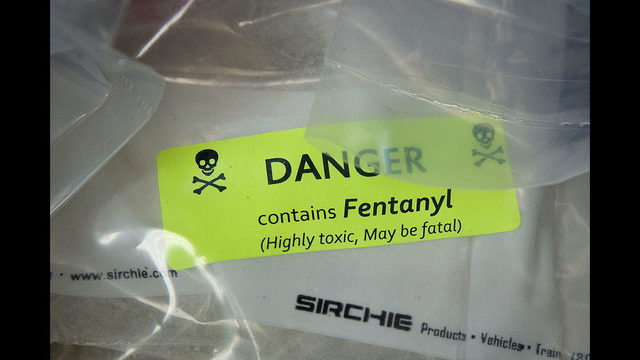 DANGER
contains Fentanyl
(Highly toxic, May be fatal)
www.sirchie.com
SIRCHIE Products • Vehicles • Train